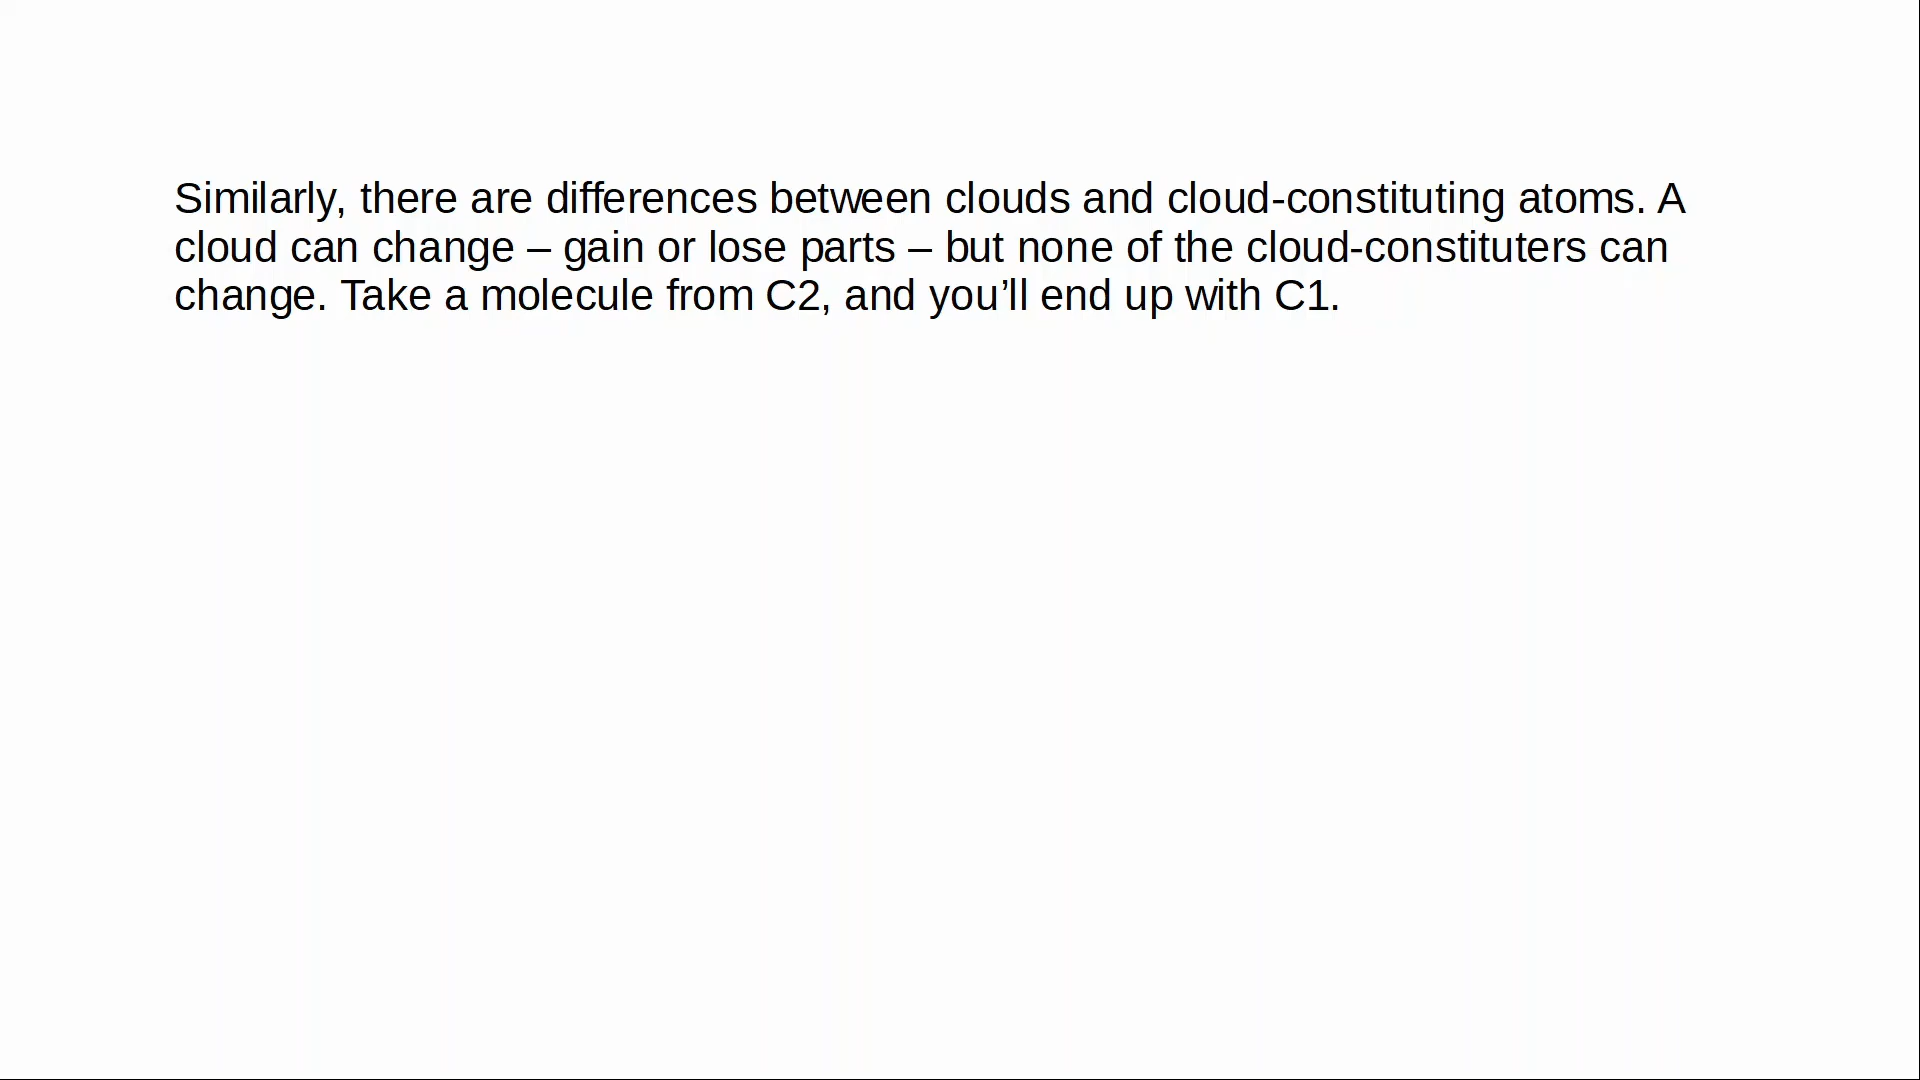 Similarly, there are differences between clouds and cloud-constituting atoms. A
cloud can change – gain or lose parts – but none of the cloud-constituters can
change. Take a molecule from C2, and you’ll end up with C1.